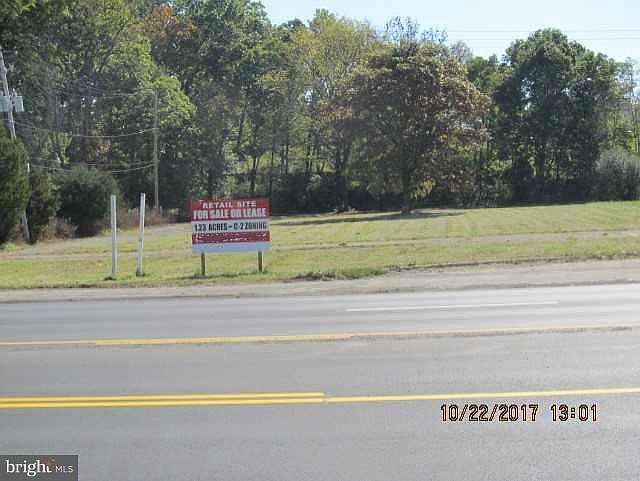 RETAIL SITE
FOR SALE OR LEASE
1.33 ACRES - C-2 ZONING
10/22/2017 13:01
bright MLS